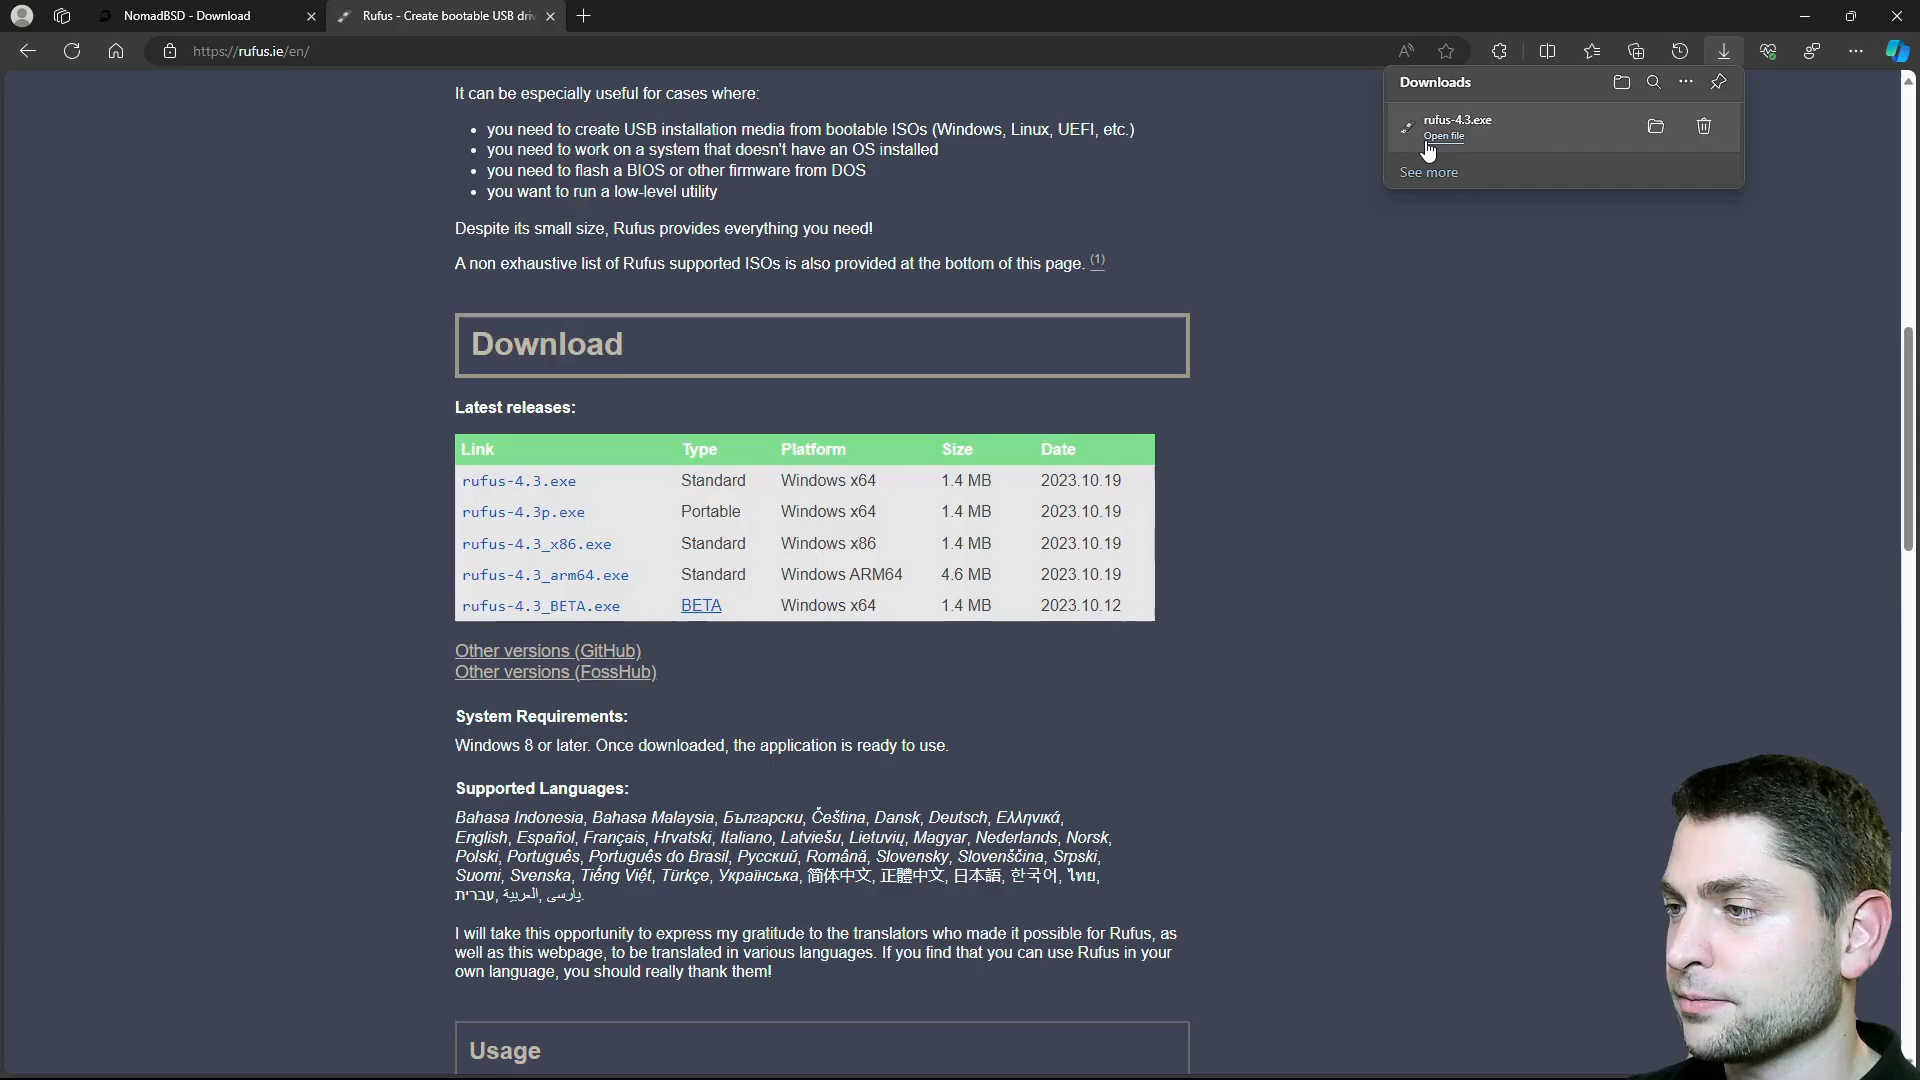 NomadBSD - Download
Rufus - Create bootable USB driv
https://rufus.ie/en/
Downloads
rufus-4.3.exe
Open file
See more
It can be especially useful for cases where:
• you need to create USB installation media from bootable ISOs (Windows, Linux, UEFI, etc.)
• you need to work on a system that doesn't have an OS installed
• you need to flash a BIOS or other firmware from DOS
• you want to run a low-level utility
Despite its small size, Rufus provides everything you need!
A non exhaustive list of Rufus supported ISOs is also provided at the bottom of this page. (1)
Download
Latest releases:
Link Type Platform Size Date
rufus-4.3.exe Standard Windows x64 1.4 MB 2023.10.19
rufus-4.3p.exe Portable Windows x64 1.4 MB 2023.10.19
rufus-4.3_x86.exe Standard Windows x86 1.4 MB 2023.10.19
rufus-4.3_arm64.exe Standard Windows ARM64 4.6 MB 2023.10.19
rufus-4.3_BETA.exe BETA Windows x64 1.4 MB 2023.10.12
Other versions (GitHub)
Other versions (FossHub)
System Requirements:
Windows 8 or later. Once downloaded, the application is ready to use.
Supported Languages:
Bahasa Indonesia, Bahasa Malaysia, Български, Čeština, Dansk, Deutsch, Ελληνικά,
English, Español, Français, Hrvatski, Italiano, Latviešu, Lietuvių, Magyar, Nederlands, Norsk,
Polski, Português, Português do Brasil, Русский, Română, Slovensky, Slovenščina, Srpski,
Suomi, Svenska, Tiếng Việt, Türkçe, Українська, 简体中文, 正體中文, 日本語, 한국어, ไทย,
עברית, العربية, پارسی.
I will take this opportunity to express my gratitude to the translators who made it possible for Rufus, as
well as this webpage, to be translated in various languages. If you find that you can use Rufus in your
own language, you should really thank them!
Usage